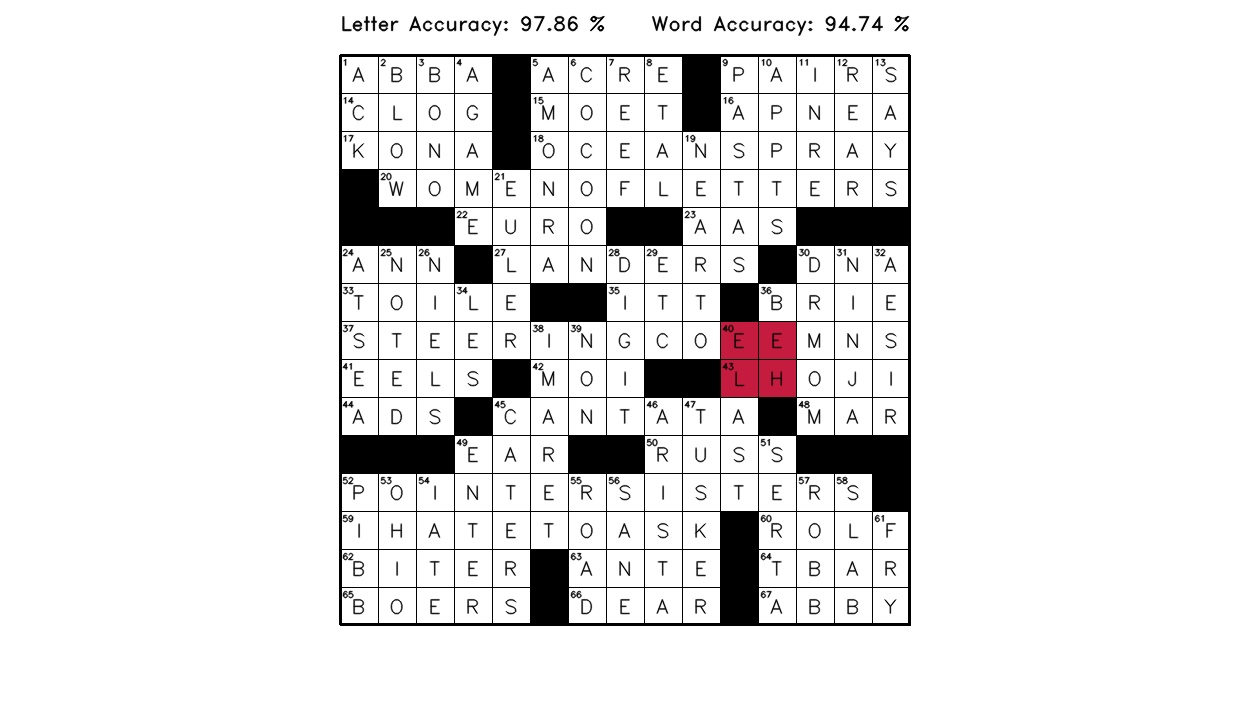 Letter Accuracy: 97.86 % Word Accuracy: 94.74 %
1 A 2 B 3 B 4 A 5 A 6 C 7 R 8 E 9 P 10 A 11 I 12 R 13 S
14 C L O G 15 M O E T 16 A P N E A
17 K O N A 18 O C E A 19 N S P R A Y
20 W O M 21 E N O F L E T T E R S
22 E U R O 23 A A S
24 A 25 N 26 N 27 L A N 28 D 29 E R S 30 D 31 N 32 A
33 T O I 34 L E 35 I T T 36 B R I E
37 S T E E R 38 I 39 N G C O 40 E E M N S
41 E E L S 42 M O I 43 L H O J I
44 A D S 45 C A N T 46 A 47 T A 48 M A R
49 E A R 50 R U S 51 S
52 P 53 O 54 I N T E 55 R 56 S I S T E 57 R 58 S
59 I H A T E T O A S K 60 R O L 61 F
62 B I T E R 63 A N T E 64 T B A R
65 B O E R S 66 D E A R 67 A B B Y